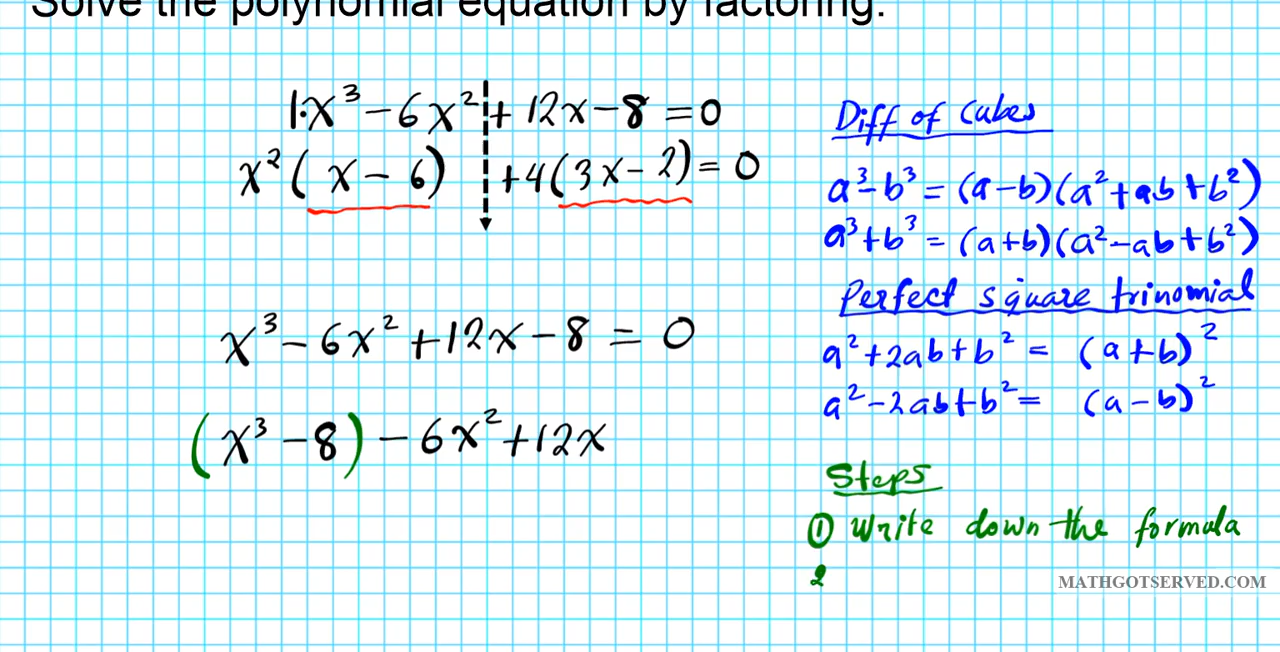 Solve the polynomial equation by factoring.
1·x³ − 6x² + 12x − 8 = 0
x²(x − 6) + 4(3x − 2) = 0
x³ − 6x² + 12x − 8 = 0
(x³ − 8) − 6x² + 12x
Diff of Cubes
a³ − b³ = (a − b)(a² + ab + b²)
a³ + b³ = (a + b)(a² − ab + b²)
Perfect square trinomial
a² + 2ab + b² = (a + b)²
a² − 2ab + b² = (a − b)²
Steps
① Write down the formula
2
MATHGOTSERVED.COM